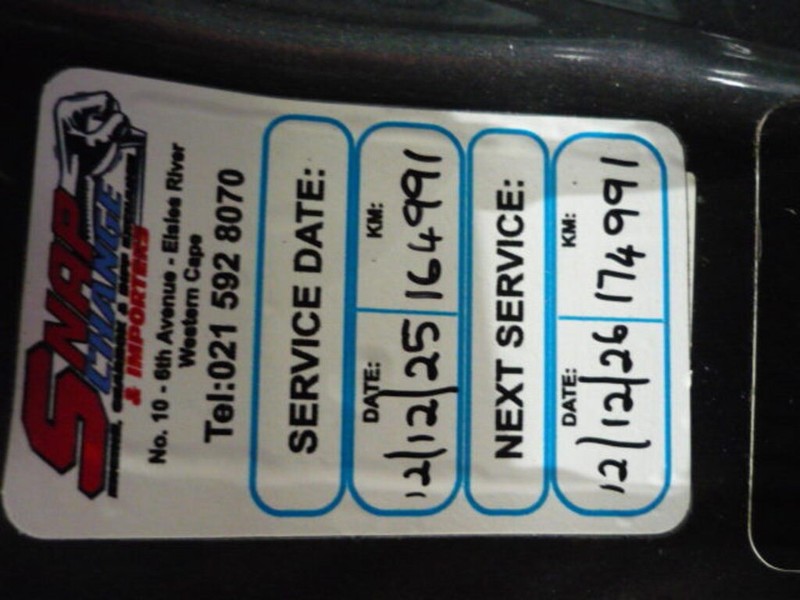 SNAP
CHANGE
& IMPORTERS
No. 10 - 6th Avenue - Elsies River
Western Cape
Tel:021 592 8070
SERVICE DATE:
DATE: KM:
12/12/25 164991
NEXT SERVICE:
DATE: KM:
12/12/26 174991